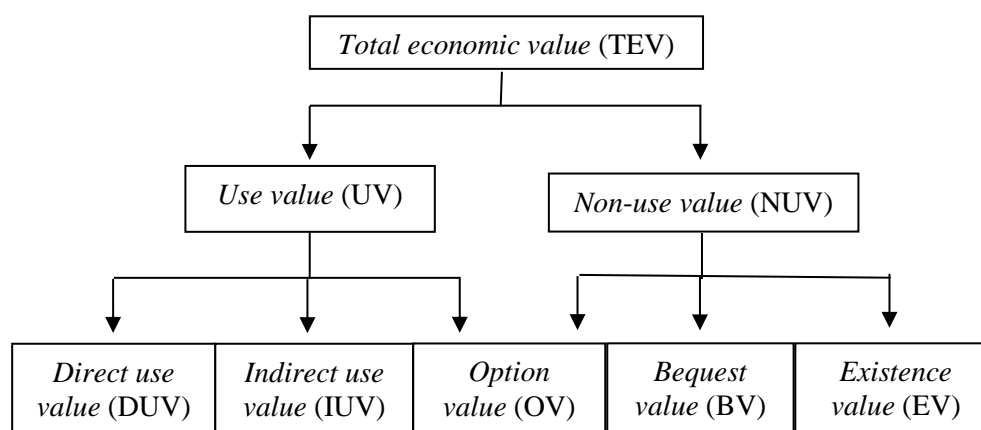 Total economic value (TEV)
Use value (UV)
Non-use value (NUV)
Direct use
value (DUV)
Indirect use
value (IUV)
Option
value (OV)
Bequest
value (BV)
Existence
value (EV)